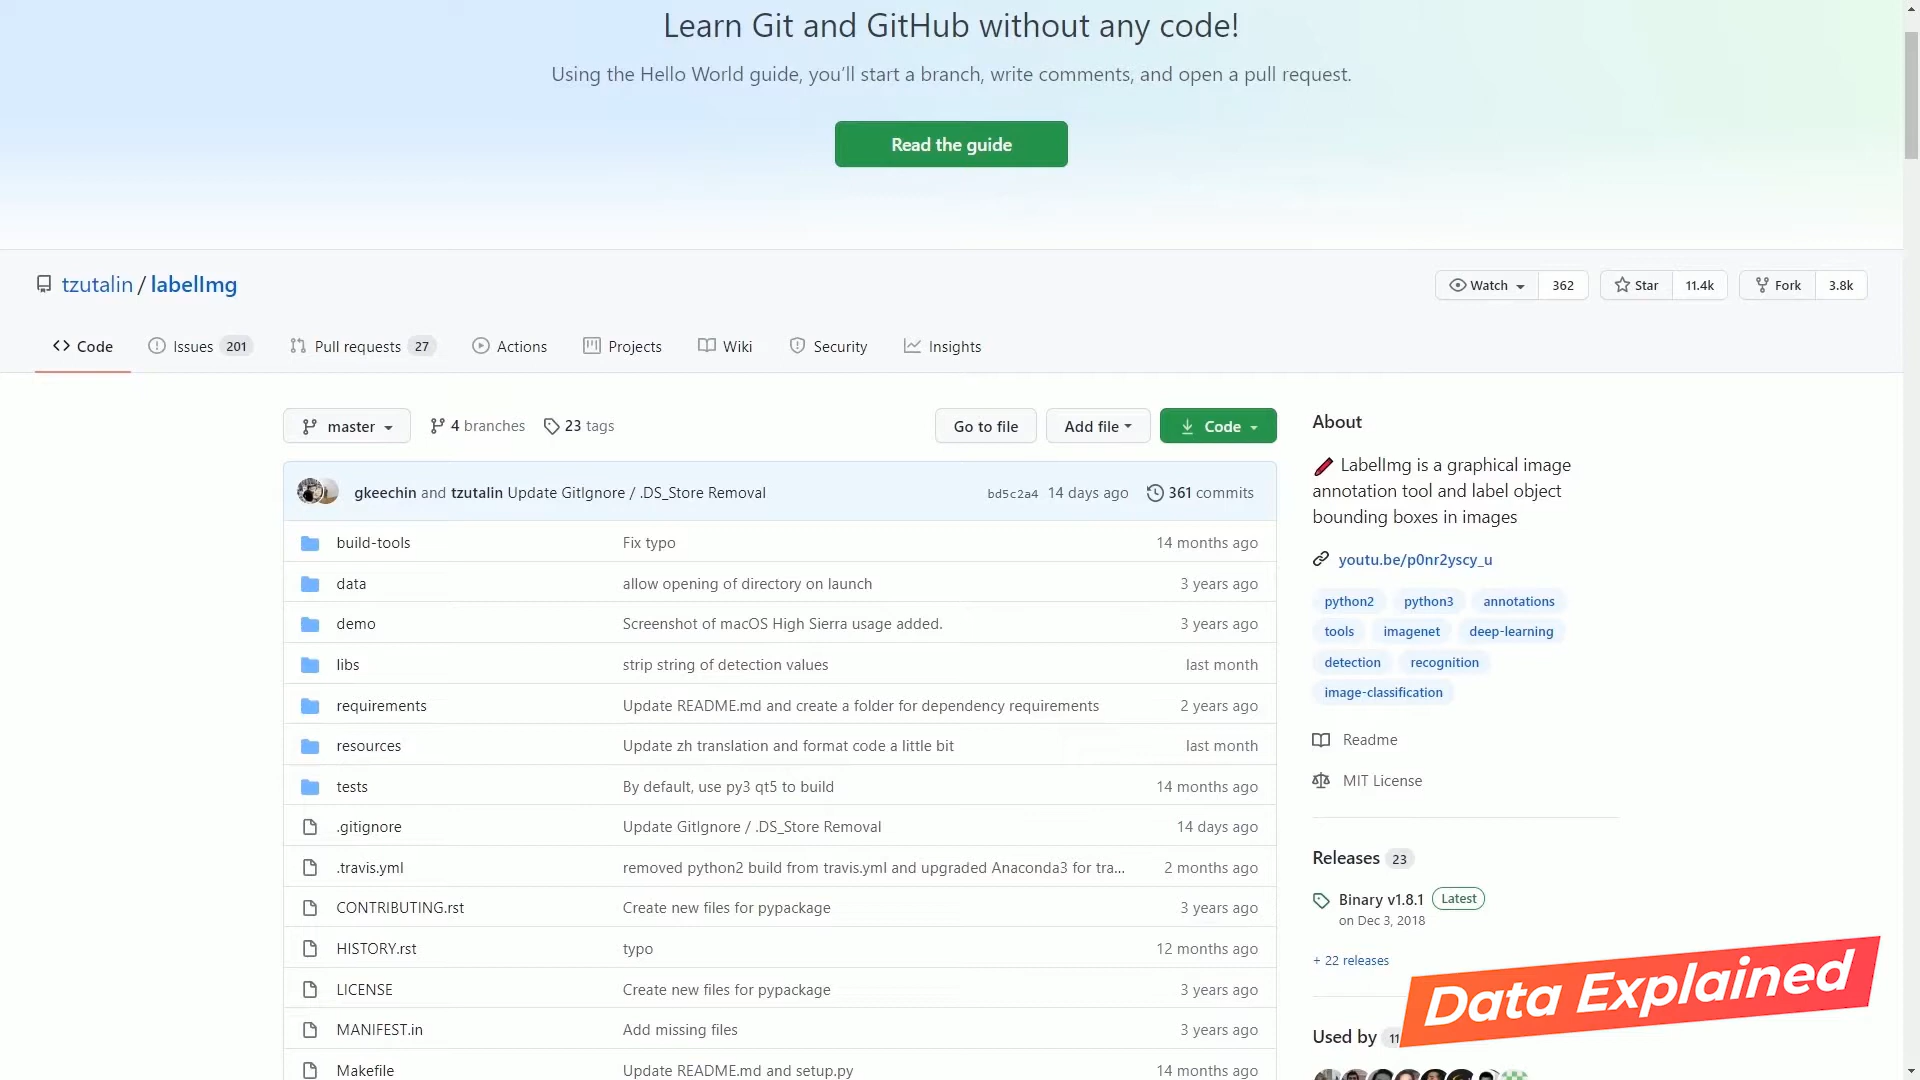 Learn Git and GitHub without any code!
Using the Hello World guide, you'll start a branch, write comments, and open a pull request.
Read the guide
tzutalin / labelImg
Watch 362 Star 11.4k Fork 3.8k
Code Issues 201 Pull requests 27 Actions Projects Wiki Security Insights
master 4 branches 23 tags Go to file Add file Code
gkeechin and tzutalin Update GitIgnore / .DS_Store Removal bd5c2a4 14 days ago 361 commits
build-tools Fix typo 14 months ago
data allow opening of directory on launch 3 years ago
demo Screenshot of macOS High Sierra usage added. 3 years ago
libs strip string of detection values last month
requirements Update README.md and create a folder for dependency requirements 2 years ago
resources Update zh translation and format code a little bit last month
tests By default, use py3 qt5 to build 14 months ago
.gitignore Update GitIgnore / .DS_Store Removal 14 days ago
.travis.yml removed python2 build from travis.yml and upgraded Anaconda3 for tra... 2 months ago
CONTRIBUTING.rst Create new files for pypackage 3 years ago
HISTORY.rst typo 12 months ago
LICENSE Create new files for pypackage 3 years ago
MANIFEST.in Add missing files 3 years ago
Makefile Update README.md and setup.py 14 months ago
About
LabelImg is a graphical image
annotation tool and label object
bounding boxes in images
youtu.be/p0nr2yscy_u
python2 python3 annotations
tools imagenet deep-learning
detection recognition
image-classification
Readme
MIT License
Releases 23
Binary v1.8.1 Latest
on Dec 3, 2018
+ 22 releases
Used by
Data Explained